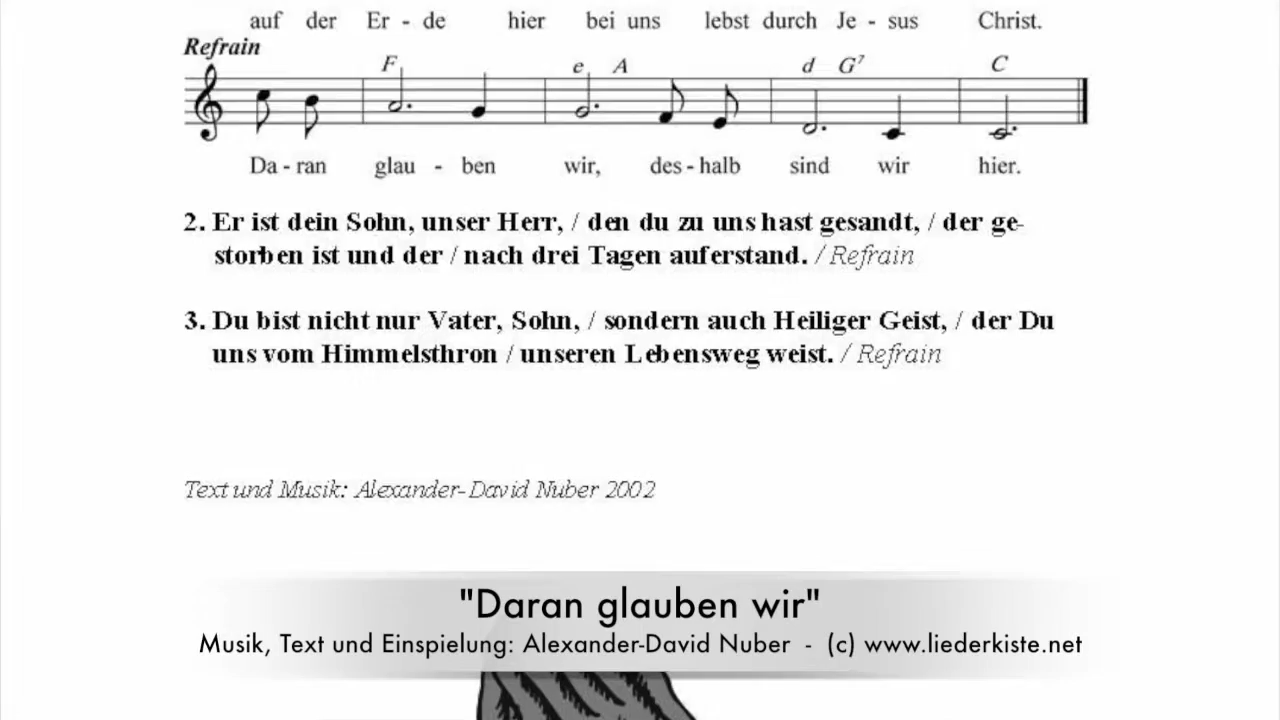 auf der Er - de hier bei uns lebst durch Je - sus Christ.
Refrain
F e A d G7 C
Da - ran glau - ben wir, des - halb sind wir hier.
2. Er ist dein Sohn, unser Herr, / den du zu uns hast gesandt, / der ge-
storben ist und der / nach drei Tagen auferstand. / Refrain
3. Du bist nicht nur Vater, Sohn, / sondern auch Heiliger Geist, / der Du
uns vom Himmelsthron / unseren Lebensweg weist. / Refrain
Text und Musik: Alexander-David Nuber 2002
"Daran glauben wir"
Musik, Text und Einspielung: Alexander-David Nuber - (c) www.liederkiste.net